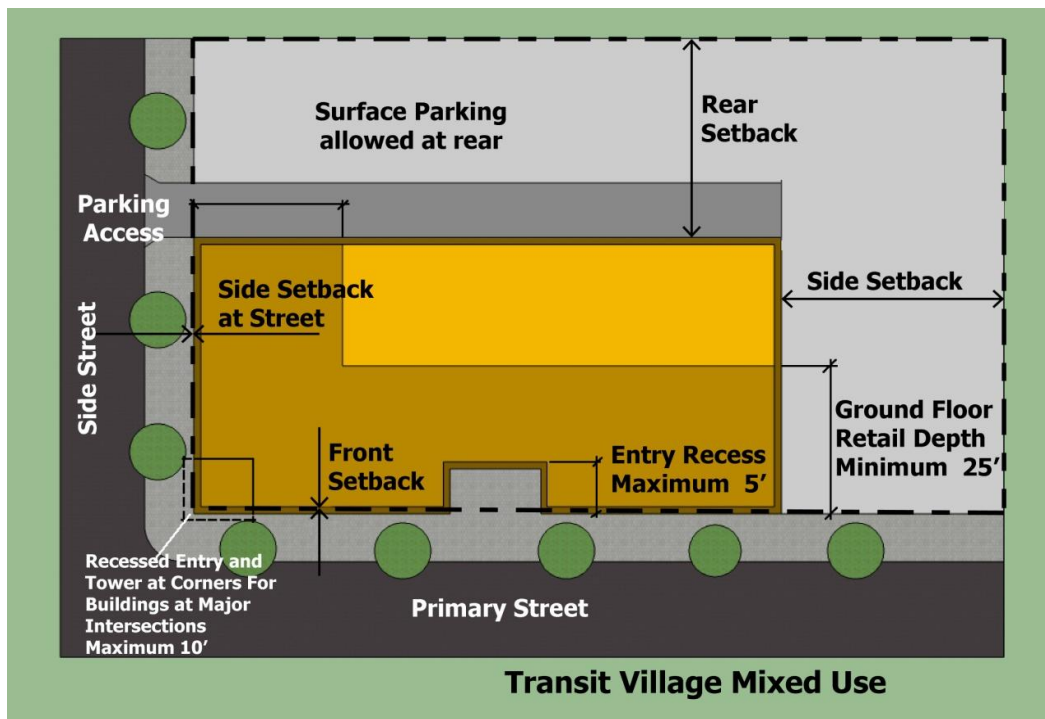 Surface Parking
allowed at rear
Rear
Setback
Parking
Access
Side Setback
at Street
Side Setback
Side Street
Ground Floor
Retail Depth
Minimum 25’
Front
Setback
Entry Recess
Maximum 5’
Recessed Entry and
Tower at Corners For
Buildings at Major
Intersections
Maximum 10’
Primary Street
Transit Village Mixed Use